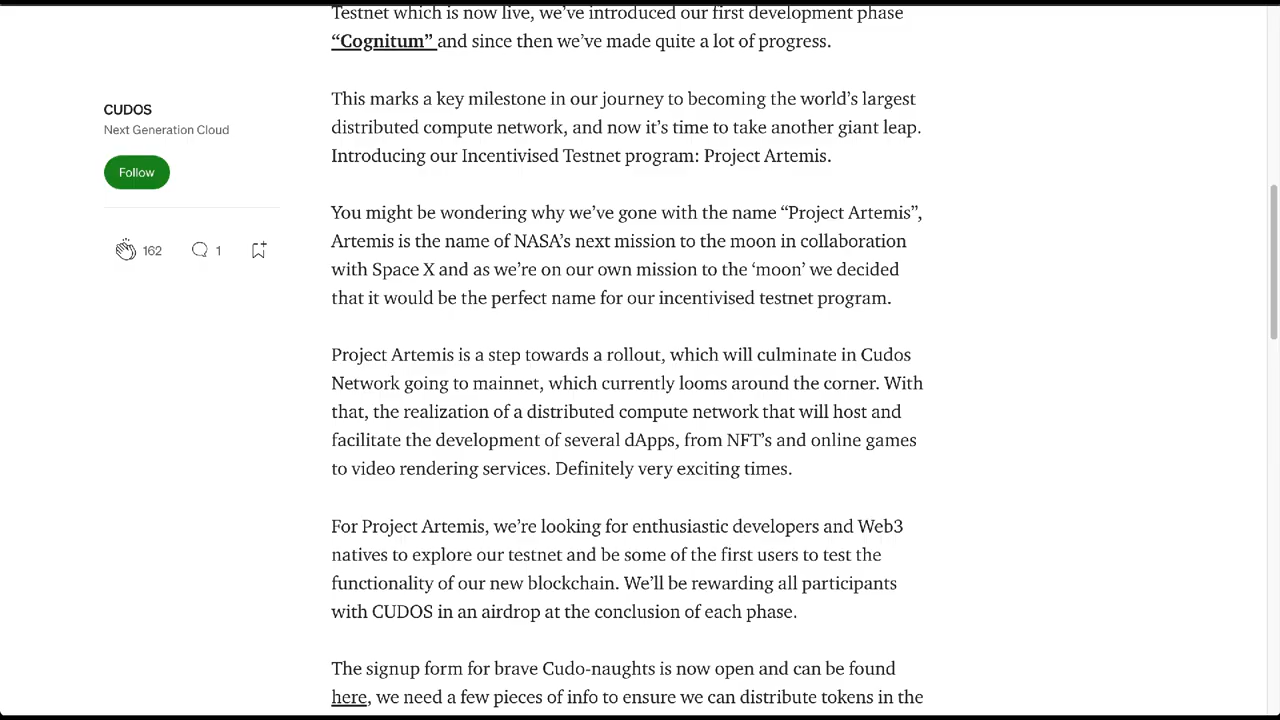 Testnet which is now live, we’ve introduced our first development phase
“Cognitum” and since then we’ve made quite a lot of progress.
CUDOS
Next Generation Cloud
Follow
162
1
This marks a key milestone in our journey to becoming the world’s largest
distributed compute network, and now it’s time to take another giant leap.
Introducing our Incentivised Testnet program: Project Artemis.
You might be wondering why we’ve gone with the name “Project Artemis”,
Artemis is the name of NASA’s next mission to the moon in collaboration
with Space X and as we’re on our own mission to the ‘moon’ we decided
that it would be the perfect name for our incentivised testnet program.
Project Artemis is a step towards a rollout, which will culminate in Cudos
Network going to mainnet, which currently looms around the corner. With
that, the realization of a distributed compute network that will host and
facilitate the development of several dApps, from NFT’s and online games
to video rendering services. Definitely very exciting times.
For Project Artemis, we’re looking for enthusiastic developers and Web3
natives to explore our testnet and be some of the first users to test the
functionality of our new blockchain. We’ll be rewarding all participants
with CUDOS in an airdrop at the conclusion of each phase.
The signup form for brave Cudo-naughts is now open and can be found
here, we need a few pieces of info to ensure we can distribute tokens in the